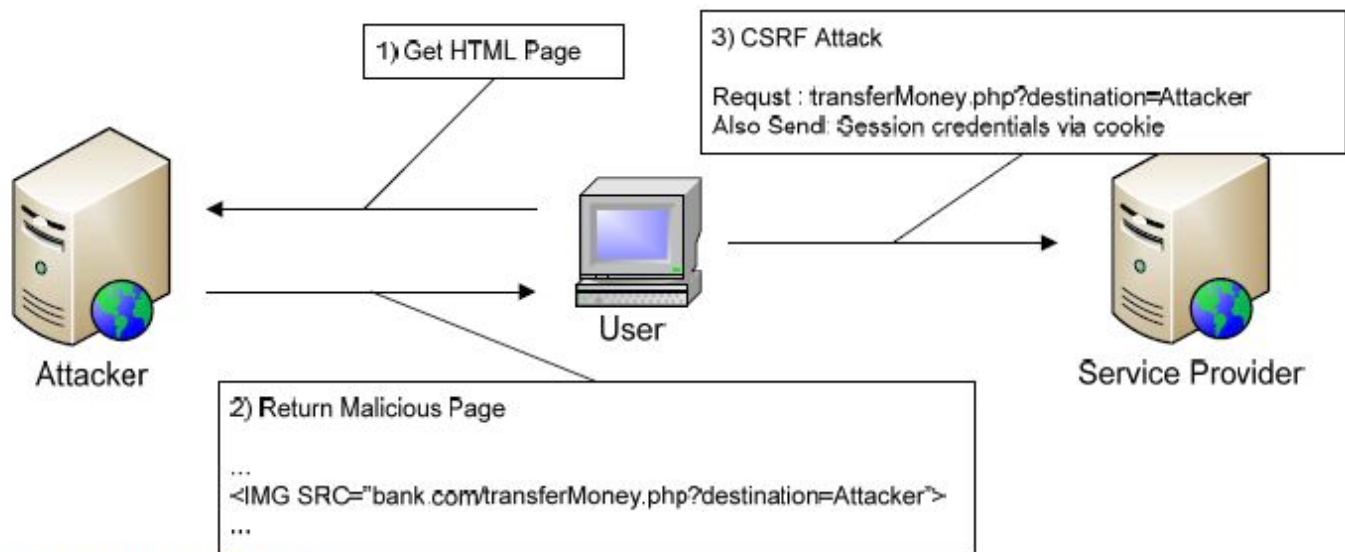 1) Get HTML Page
3) CSRF Attack
Requst : transferMoney.php?destination=Attacker
Also Send: Session credentials via cookie
Attacker
User
Service Provider
2) Return Malicious Page
...
<IMG SRC="bank.com/transferMoney.php?destination=Attacker">
...